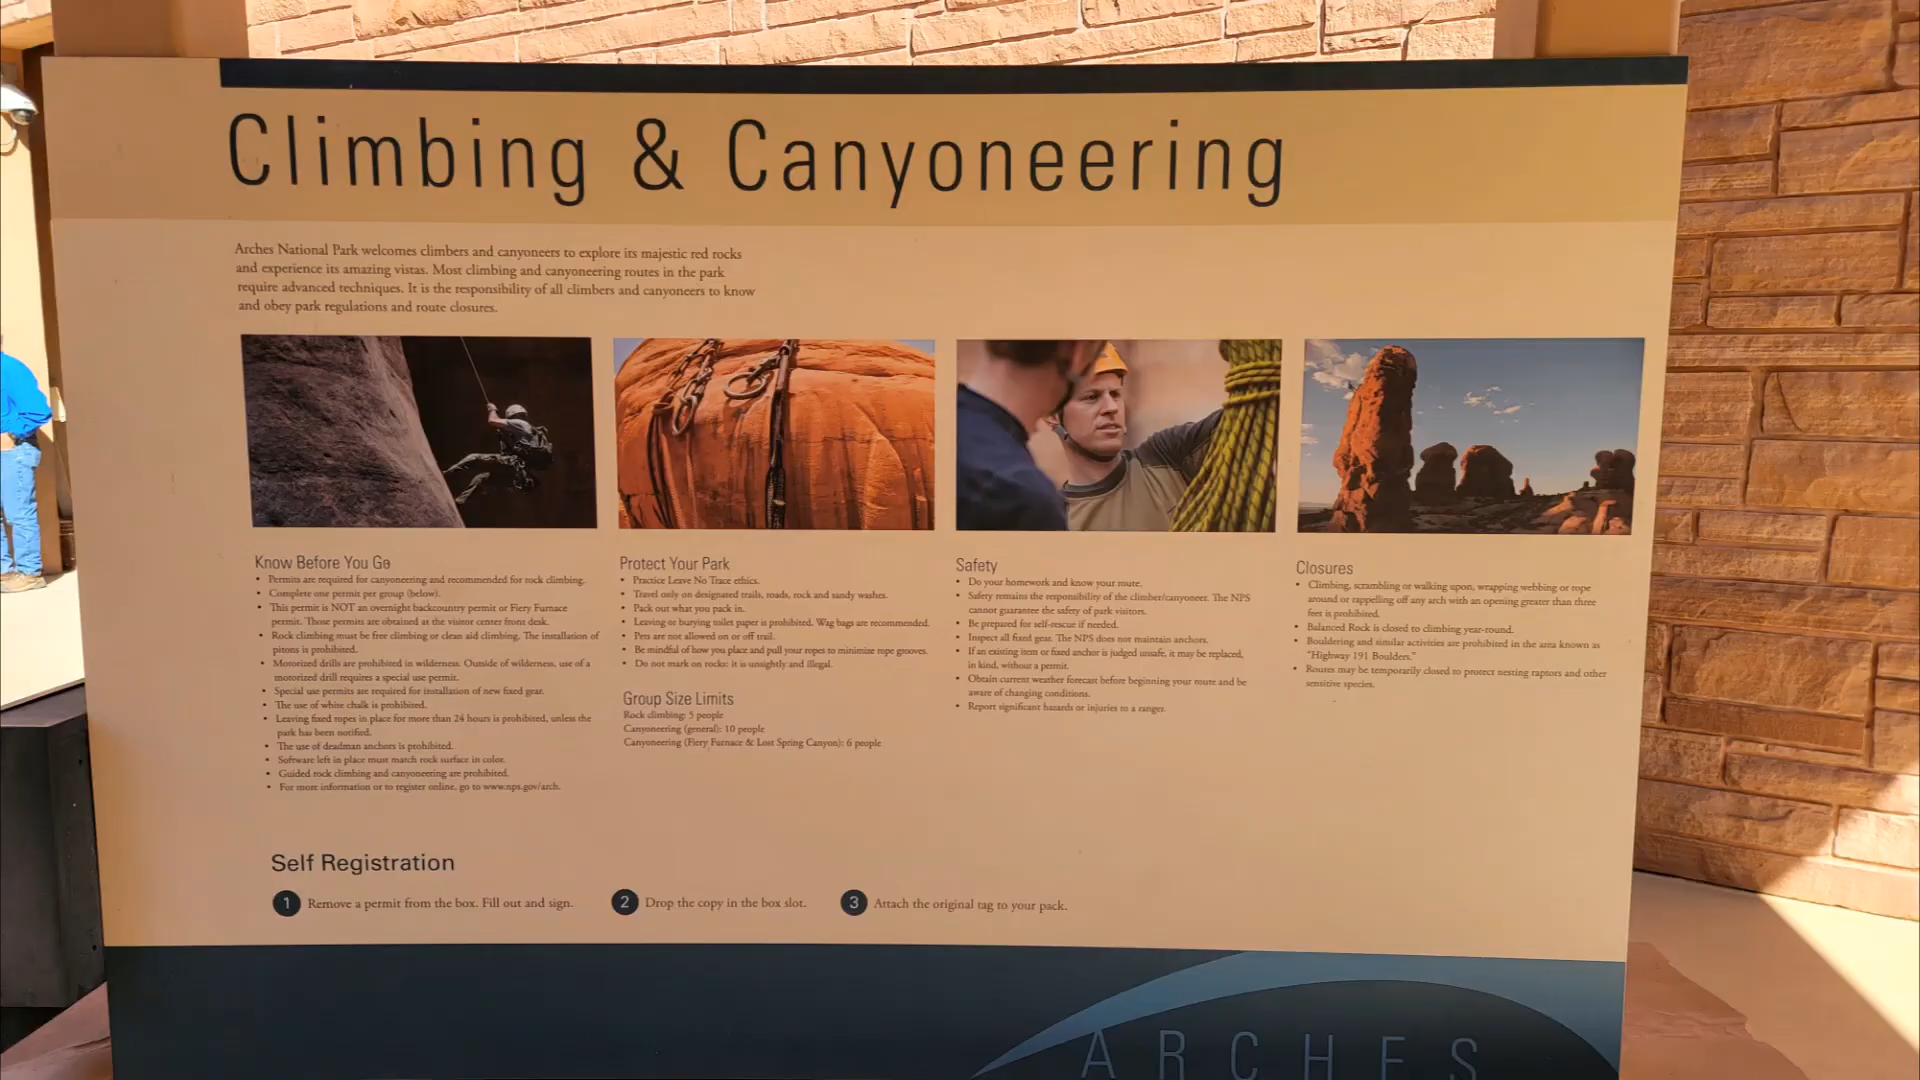 Climbing & Canyoneering
Arches National Park welcomes climbers and canyoneers to explore its majestic red rocks
and experience its amazing vistas. Most climbing and canyoneering routes in the park
require advanced techniques. It is the responsibility of all climbers and canyoneers to know
and obey park regulations and route closures.
Know Before You Go
• Permits are required for canyoneering and recommended for rock climbing.
• Complete one permit per group (below).
• This permit is NOT an overnight backcountry permit or Fiery Furnace
permit. Those permits are obtained at the visitor center front desk.
• Rock climbing must be free climbing or clean aid climbing. The installation of
pitons is prohibited.
• Motorized drills are prohibited in wilderness. Outside of wilderness, use of a
motorized drill requires a special use permit.
• Special use permits are required for installation of new fixed gear.
• The use of white chalk is prohibited.
• Leaving fixed ropes in place for more than 24 hours is prohibited, unless the
park has been notified.
• The use of deadman anchors is prohibited.
• Software left in place must match rock surface in color.
• Guided rock climbing and canyoneering are prohibited.
• For more information or to register online, go to www.nps.gov/arch.
Protect Your Park
• Practice Leave No Trace ethics.
• Travel only on designated trails, roads, rock and sandy washes.
• Pack out what you pack in.
• Leaving or burying toilet paper is prohibited. Wag bags are recommended.
• Pets are not allowed on or off trail.
• Be mindful of how you place and pull your ropes to minimize rope grooves.
• Do not mark on rocks: it is unsightly and illegal.
Group Size Limits
Rock climbing: 5 people
Canyoneering (general): 10 people
Canyoneering (Fiery Furnace & Lost Spring Canyon): 6 people
Safety
• Do your homework and know your route.
• Safety remains the responsibility of the climber/canyoneer. The NPS
cannot guarantee the safety of park visitors.
• Be prepared for self-rescue if needed.
• Inspect all fixed gear. The NPS does not maintain anchors.
• If an existing item or fixed anchor is judged unsafe, it may be replaced,
in kind, without a permit.
• Obtain current weather forecast before beginning your route and be
aware of changing conditions.
• Report significant hazards or injuries to a ranger.
Closures
• Climbing, scrambling or walking upon, wrapping webbing or rope
around or rappelling off any arch with an opening greater than three
feet is prohibited.
• Balanced Rock is closed to climbing year-round.
• Bouldering and similar activities are prohibited in the area known as
"Highway 191 Boulders."
• Routes may be temporarily closed to protect nesting raptors and other
sensitive species.
Self Registration
1 Remove a permit from the box. Fill out and sign.
2 Drop the copy in the box slot.
3 Attach the original tag to your pack.
ARCHES